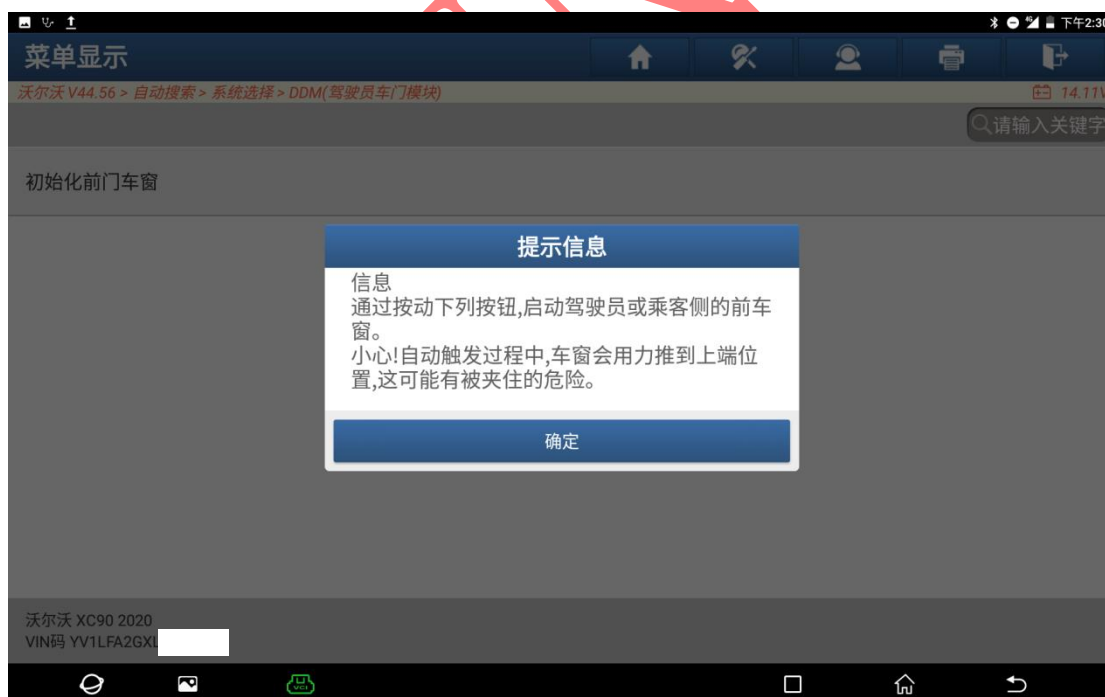 下午2:30
菜单显示
沃尔沃 V44.56 > 自动搜索 > 系统选择 > DDM(驾驶员车门模块)
14.11V
请输入关键字
初始化前门车窗
提示信息
信息
通过按动下列按钮,启动驾驶员或乘客侧的前车
窗。
小心!自动触发过程中,车窗会用力推到上端位
置,这可能有被夹住的危险。
确定
沃尔沃 XC90 2020
VIN码 YV1LFA2GXL
VCI